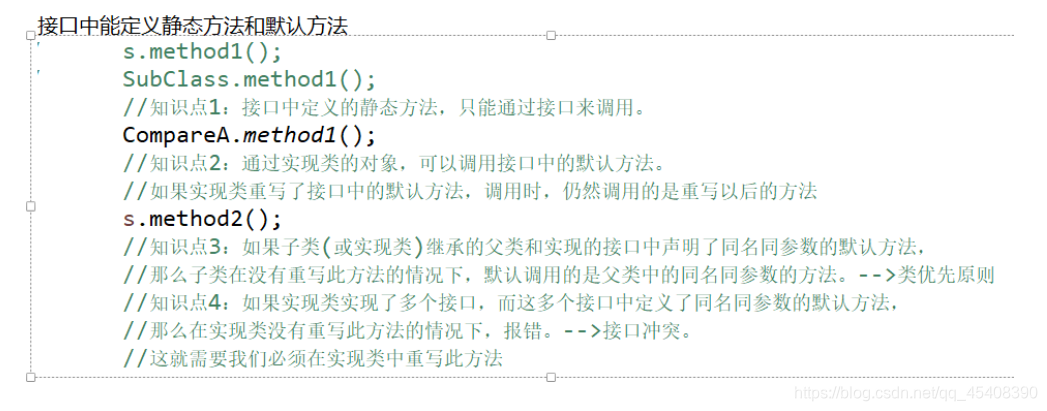 接口中能定义静态方法和默认方法
s.method1();
SubClass.method1();
//知识点1：接口中定义的静态方法，只能通过接口来调用。
CompareA.method1();
//知识点2：通过实现类的对象，可以调用接口中的默认方法。
//如果实现类重写了接口中的默认方法，调用时，仍然调用的是重写以后的方法
s.method2();
//知识点3：如果子类(或实现类)继承的父类和实现的接口中声明了同名同参数的默认方法，
//那么子类在没有重写此方法的情况下，默认调用的是父类中的同名同参数的方法。-->类优先原则
//知识点4：如果实现类实现了多个接口，而这多个接口中定义了同名同参数的默认方法，
//那么在实现类没有重写此方法的情况下，报错。-->接口冲突。
//这就需要我们必须在实现类中重写此方法
https://blog.csdn.net/qq_45408390